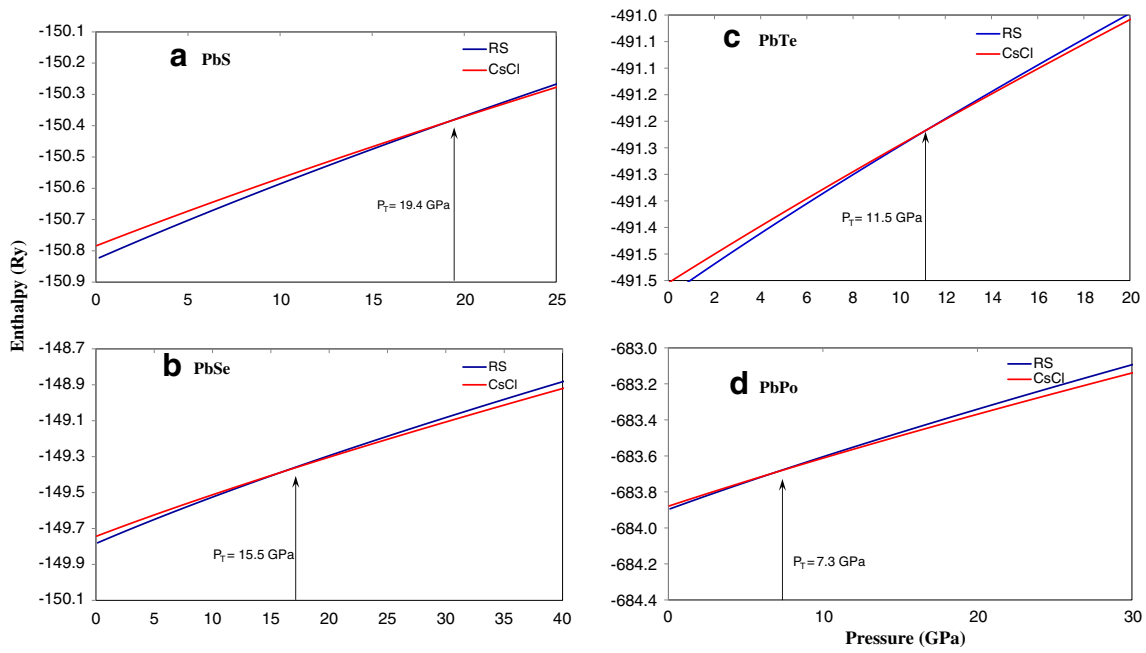 Enthalpy (Ry)
a PbS
RS
CsCl
-150.1
-150.2
-150.3
-150.4
-150.5
-150.6
-150.7
-150.8
-150.9
P_T = 19.4 GPa
0 5 10 15 20 25
c PbTe
RS
CsCl
-491.0
-491.1
-491.2
-491.2
-491.3
-491.4
-491.4
-491.5
-491.5
-491.0
P_T = 11.5 GPa
0 2 4 6 8 10 12 14 16 18 20
b PbSe
RS
CsCl
-148.7
-148.9
-149.1
-149.3
-149.5
-149.7
-149.9
-150.1
P_T = 15.5 GPa
0 5 10 15 20 25 30 35 40
d PbPo
RS
CsCl
-683.0
-683.2
-683.4
-683.6
-683.8
-684.0
-684.2
-684.4
P_T = 7.3 GPa
0 10 20 30
Pressure (GPa)